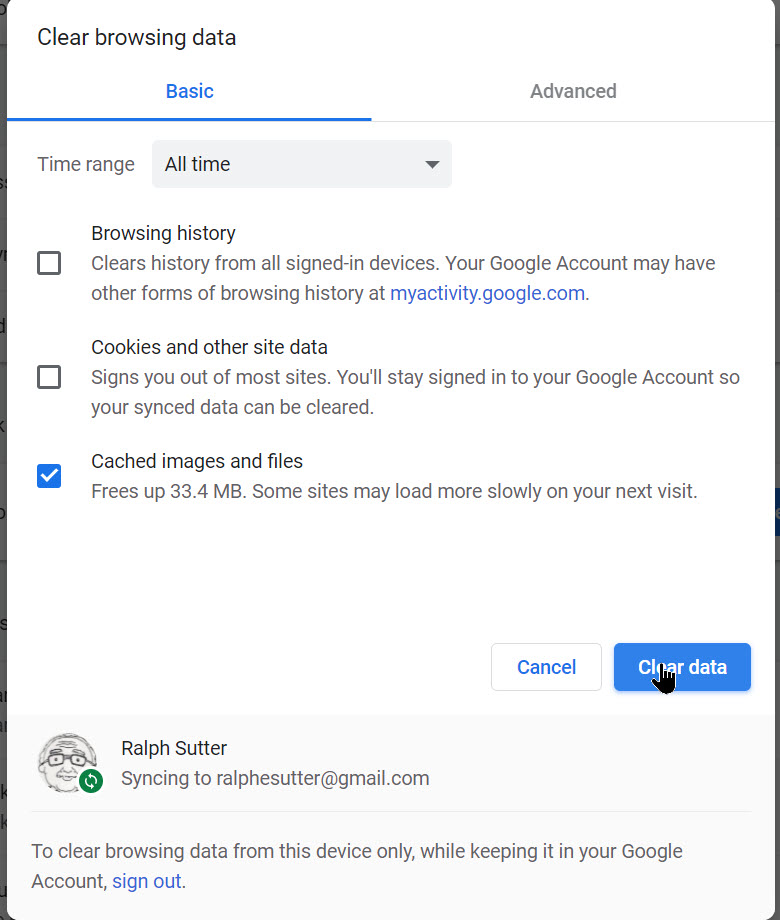 Clear browsing data
Basic
Advanced
Time range
All time
Browsing history
Clears history from all signed-in devices. Your Google Account may have
other forms of browsing history at myactivity.google.com.
Cookies and other site data
Signs you out of most sites. You'll stay signed in to your Google Account so
your synced data can be cleared.
Cached images and files
Frees up 33.4 MB. Some sites may load more slowly on your next visit.
Cancel
Clear data
Ralph Sutter
Syncing to ralphesutter@gmail.com
To clear browsing data from this device only, while keeping it in your Google
Account, sign out.